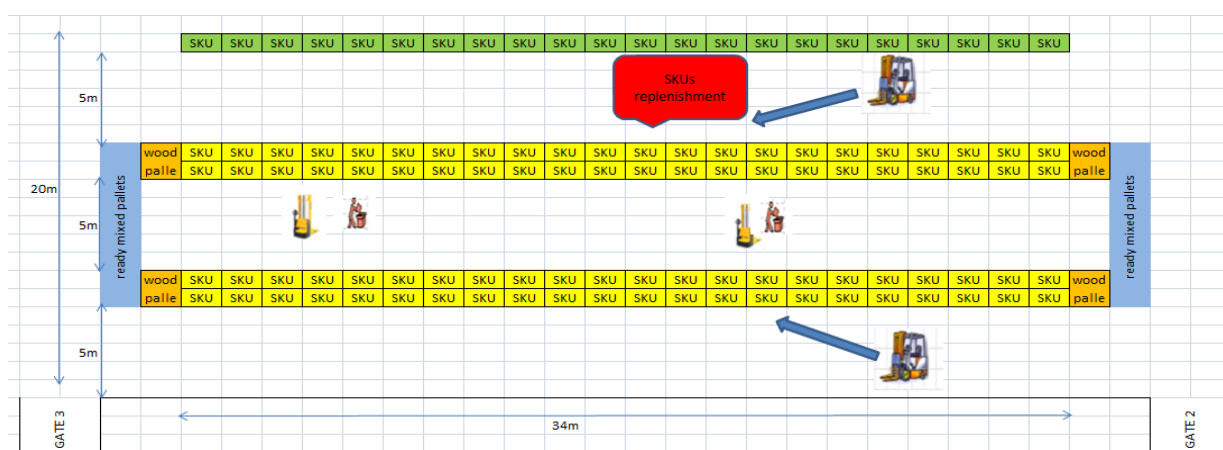 SKU SKU SKU SKU SKU SKU SKU SKU SKU SKU SKU SKU SKU SKU SKU SKU SKU SKU SKU SKU SKU SKU
SKUs
replenishment
5m
wood SKU SKU SKU SKU SKU SKU SKU SKU SKU SKU SKU SKU SKU SKU SKU SKU SKU SKU SKU SKU SKU SKU wood
palle SKU SKU SKU SKU SKU SKU SKU SKU SKU SKU SKU SKU SKU SKU SKU SKU SKU SKU SKU SKU SKU SKU palle
20m
ready mixed pallets
5m
ready mixed pallets
wood SKU SKU SKU SKU SKU SKU SKU SKU SKU SKU SKU SKU SKU SKU SKU SKU SKU SKU SKU SKU SKU SKU wood
palle SKU SKU SKU SKU SKU SKU SKU SKU SKU SKU SKU SKU SKU SKU SKU SKU SKU SKU SKU SKU SKU SKU palle
5m
GATE 3
34m
GATE 2